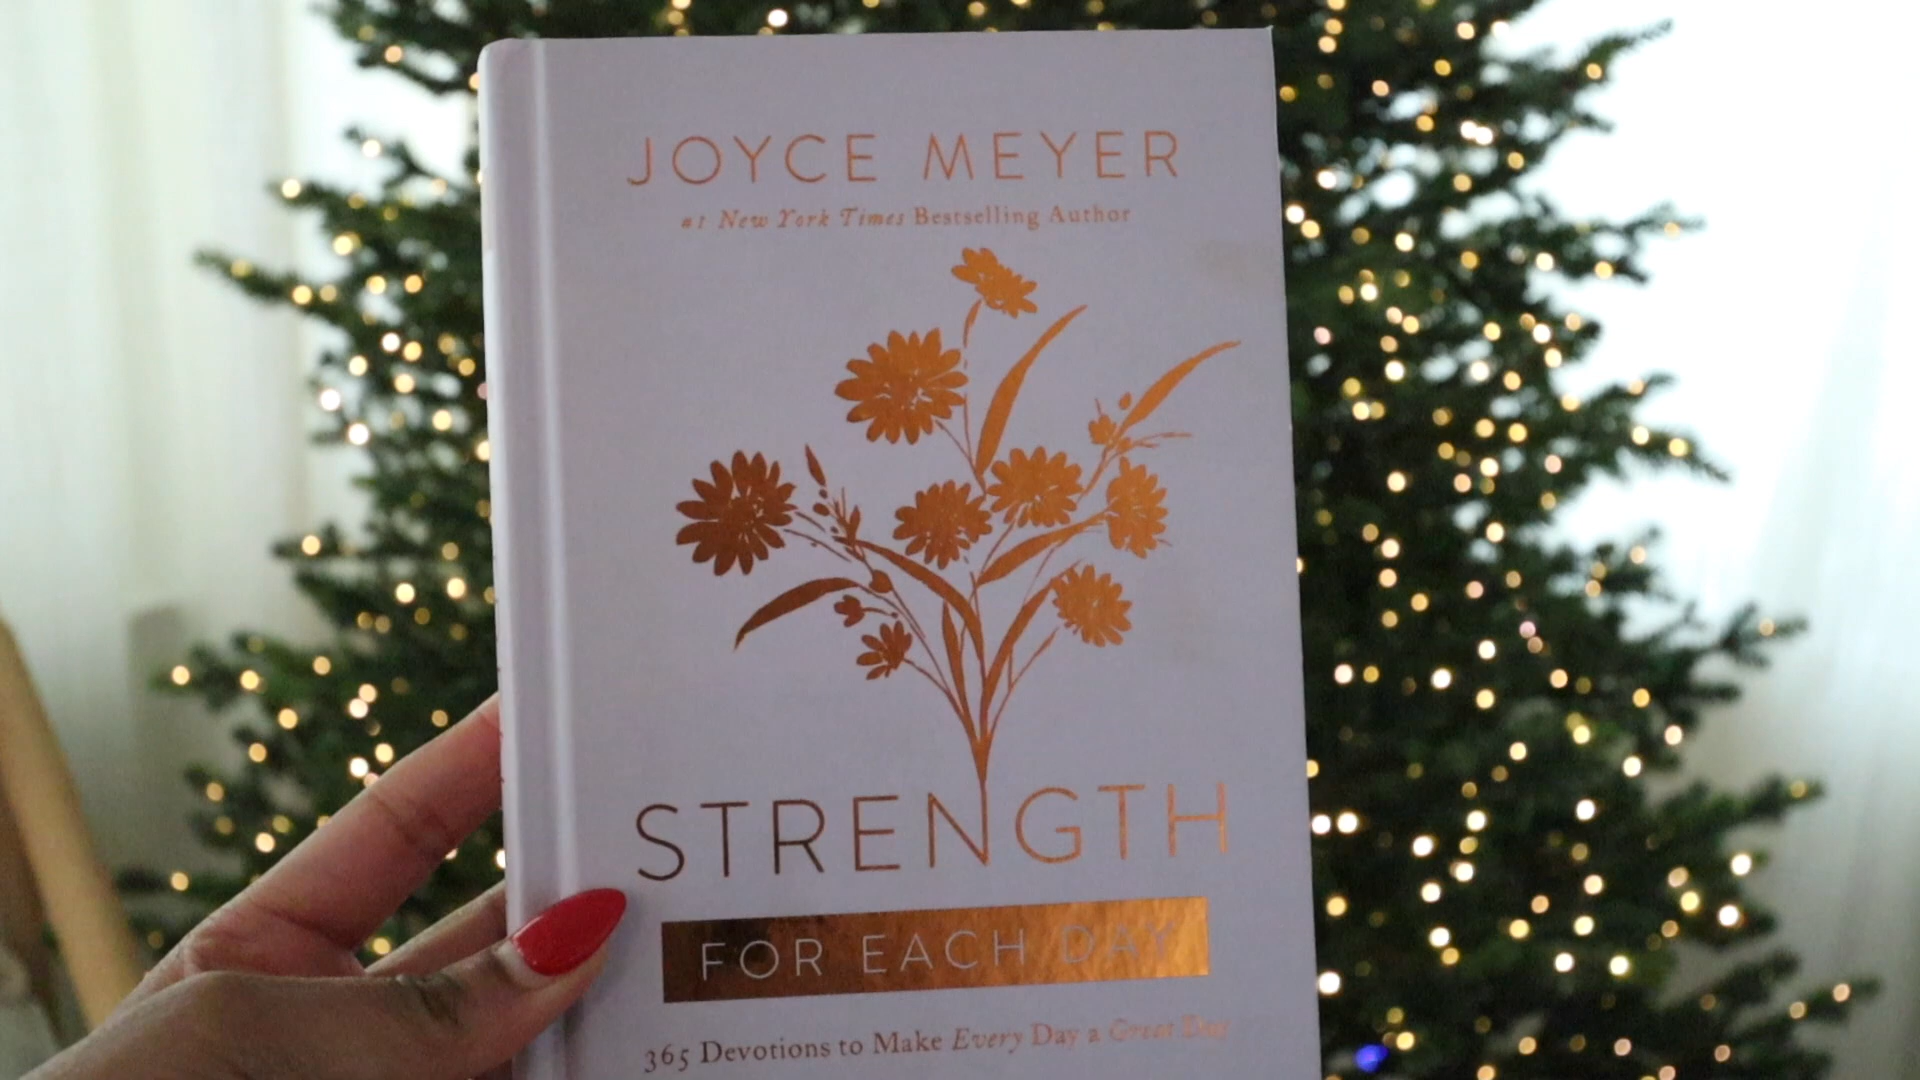 JOYCE MEYER
#1 New York Times Bestselling Author
STRENGTH
FOR EACH DAY
365 Devotions to Make Every Day a Great Day